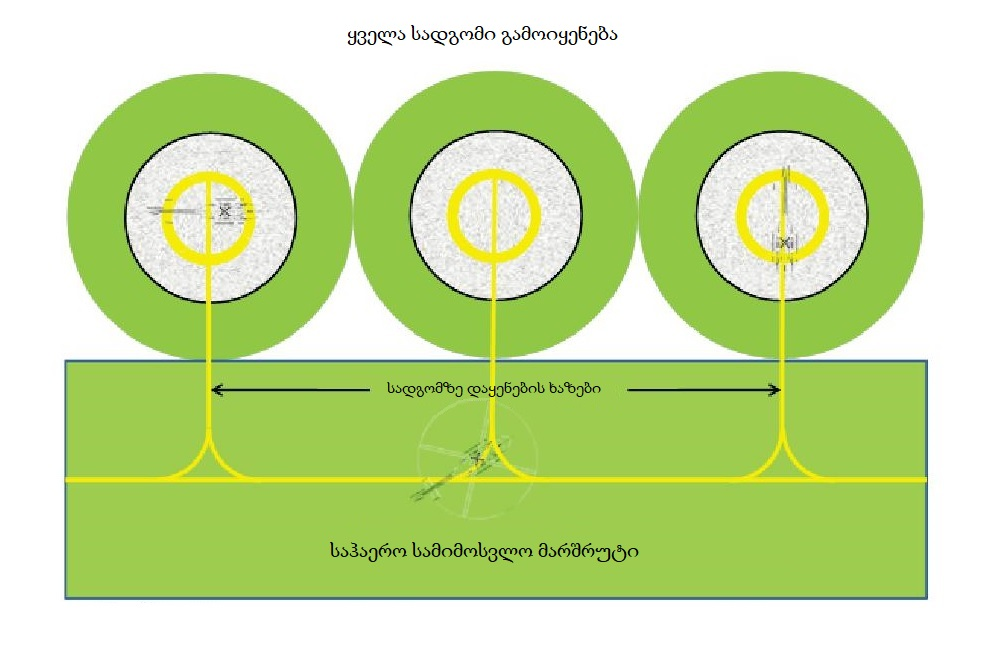 ყველა სადგომი გამოიყენება
სადგომზე დაყენების ხაზები
საჰაერო სამიმოსვლო მარშრუტი